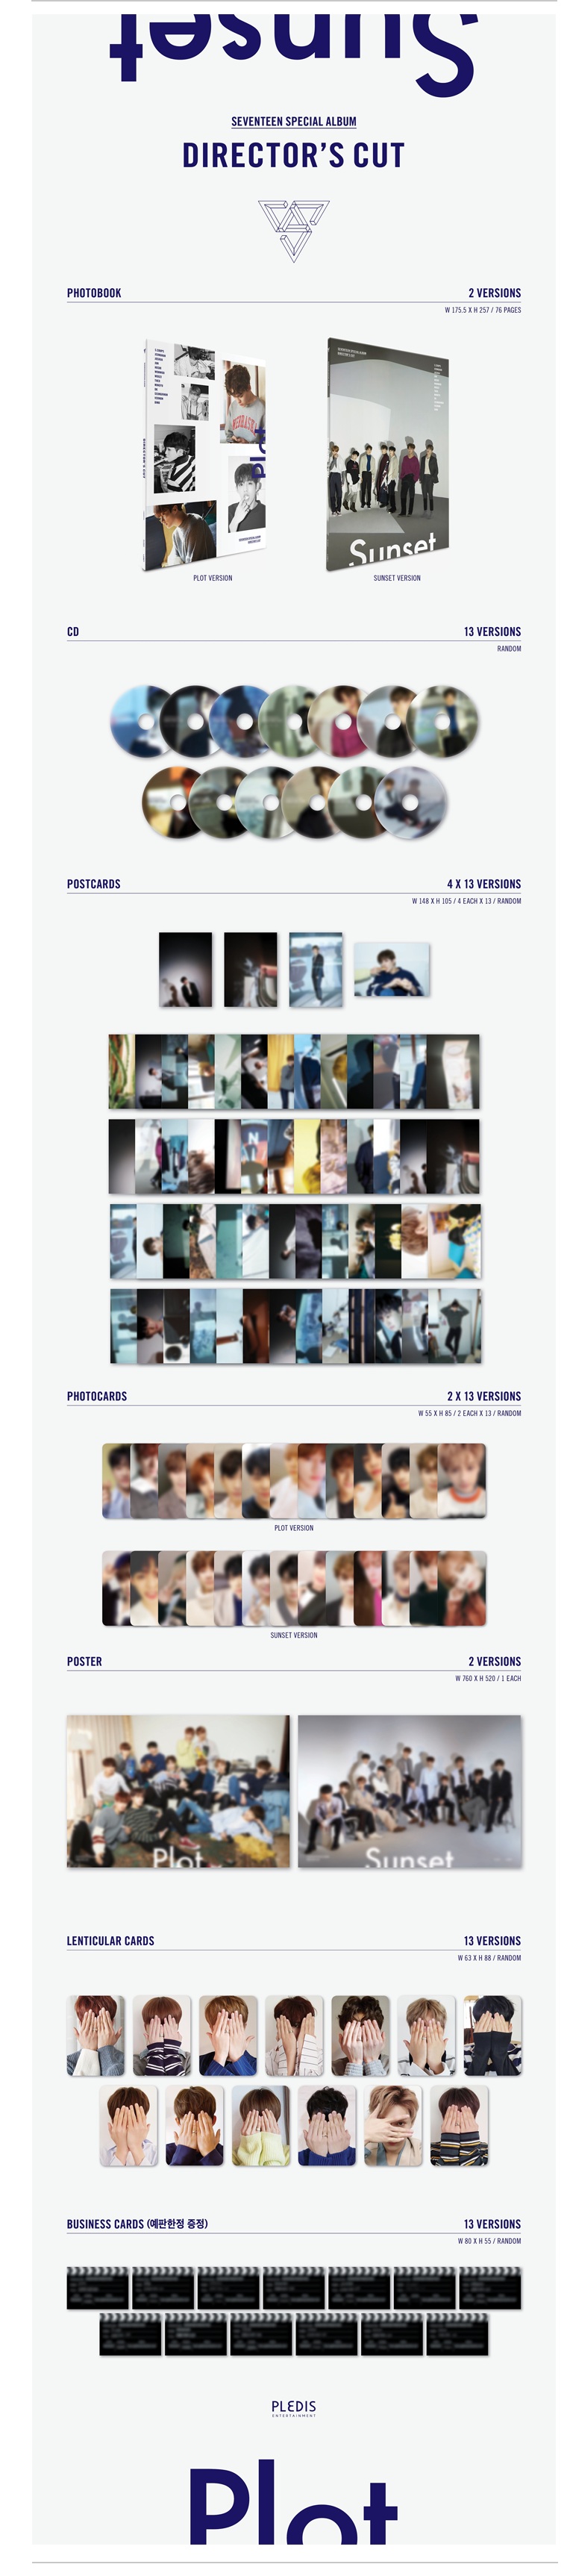 Sunset
SEVENTEEN SPECIAL ALBUM
DIRECTOR'S CUT
PHOTOBOOK
2 VERSIONS
W 175.5 X H 257 / 76 PAGES
Plot
Sunset
PLOT VERSION
SUNSET VERSION
CD
13 VERSIONS
RANDOM
POSTCARDS
4 X 13 VERSIONS
W 148 X H 105 / 4 EACH X 13 / RANDOM
PHOTOCARDS
2 X 13 VERSIONS
W 55 X H 85 / 2 EACH X 13 / RANDOM
PLOT VERSION
SUNSET VERSION
POSTER
2 VERSIONS
W 760 X H 520 / 1 EACH
Plot
Sunset
LENTICULAR CARDS
13 VERSIONS
W 63 X H 88 / RANDOM
BUSINESS CARDS (예판한정 증정)
13 VERSIONS
W 80 X H 55 / RANDOM
PLEDIS
ENTERTAINMENT
Plot